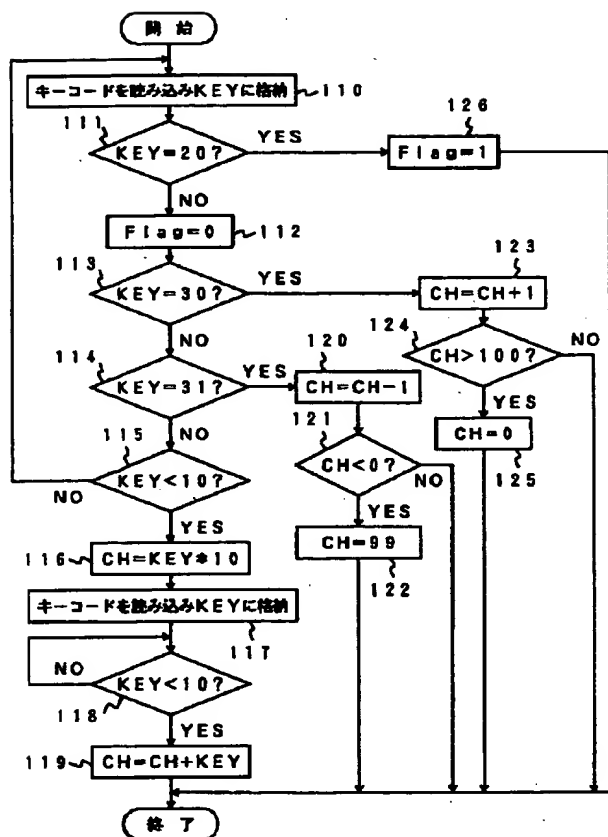 開始
キーコードを読み込みKEYに格納 110
111
KEY=20? YES
126
Flag=1
NO
Flag=0 112
113
KEY=30? YES
123
CH=CH+1
NO
124
CH>100? NO
YES
CH=0
125
114
KEY=31? YES
120
CH=CH-1
NO
121
CH<0? NO
YES
CH=99
122
115
KEY<10?
NO
YES
116 CH=KEY*10
キーコードを読み込みKEYに格納
117
NO KEY<10?
118
YES
119 CH=CH+KEY
終了